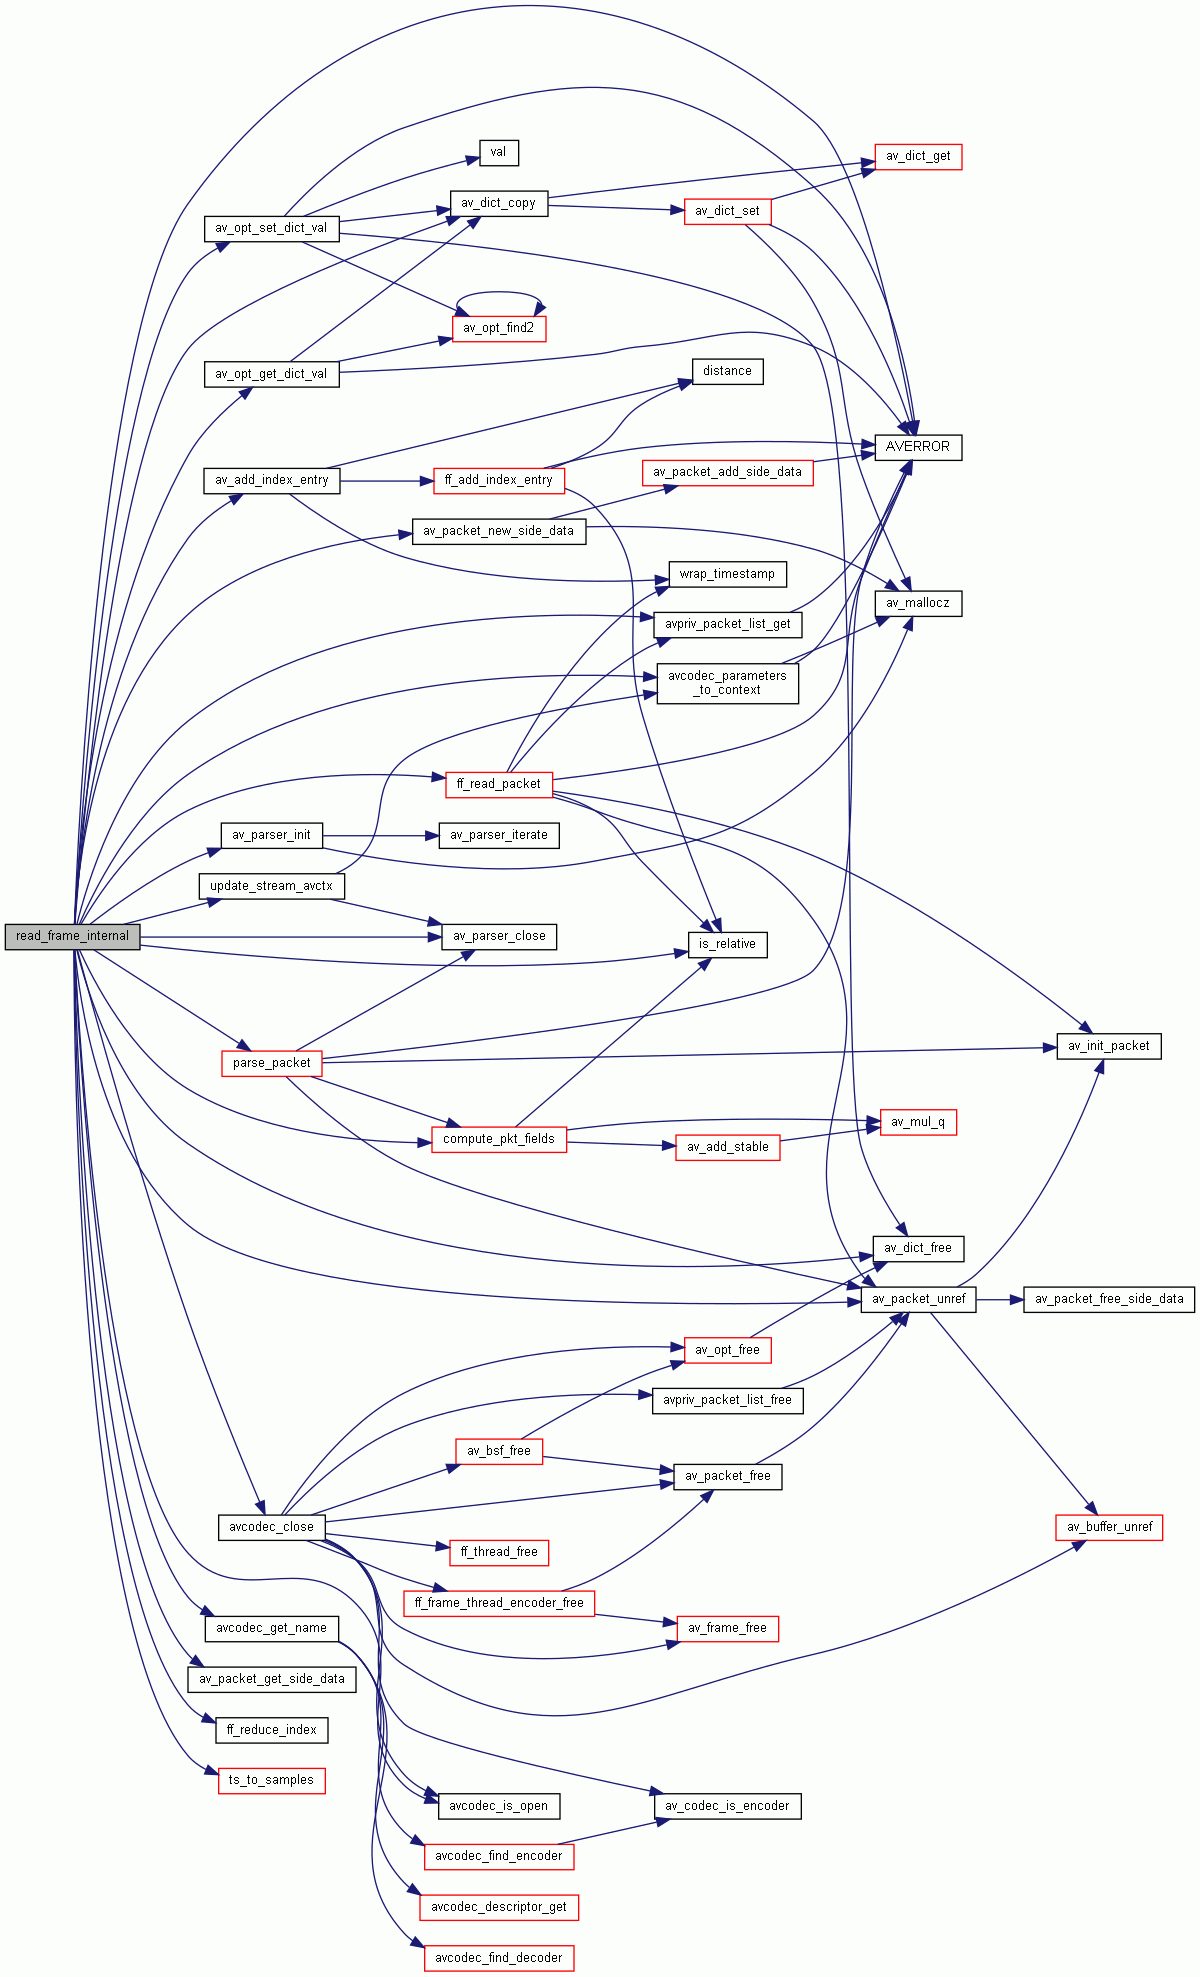 val
av_dict_get
av_dict_copy
av_dict_set
av_opt_set_dict_val
av_opt_find2
av_opt_get_dict_val
distance
AVERROR
av_add_index_entry
ff_add_index_entry
av_packet_add_side_data
av_packet_new_side_data
wrap_timestamp
av_mallocz
avpriv_packet_list_get
avcodec_parameters
_to_context
ff_read_packet
av_parser_init
av_parser_iterate
update_stream_avctx
read_frame_internal
av_parser_close
is_relative
av_init_packet
parse_packet
av_mul_q
compute_pkt_fields
av_add_stable
av_dict_free
av_packet_unref
av_packet_free_side_data
av_opt_free
avpriv_packet_list_free
av_bsf_free
av_packet_free
avcodec_close
av_buffer_unref
ff_thread_free
ff_frame_thread_encoder_free
avcodec_get_name
av_frame_free
av_packet_get_side_data
ff_reduce_index
ts_to_samples
avcodec_is_open
av_codec_is_encoder
avcodec_find_encoder
avcodec_descriptor_get
avcodec_find_decoder